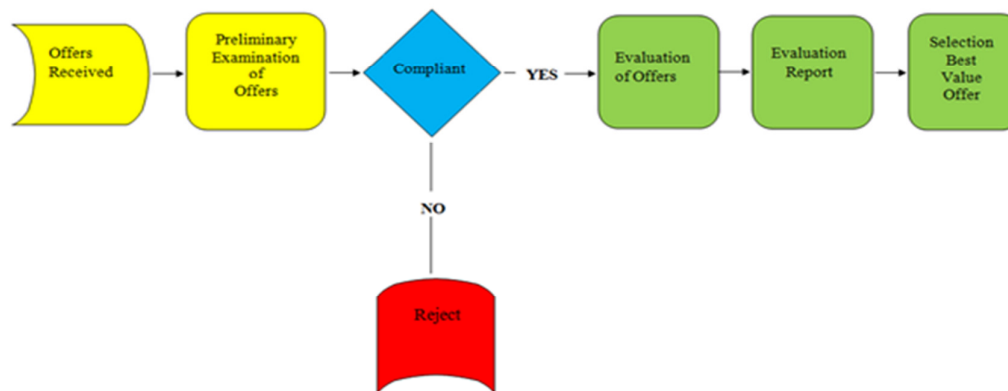 Offers
Received
Preliminary
Examination
of
Offers
Compliant
YES
Evaluation
of Offers
Evaluation
Report
Selection
Best
Value
Offer
NO
Reject